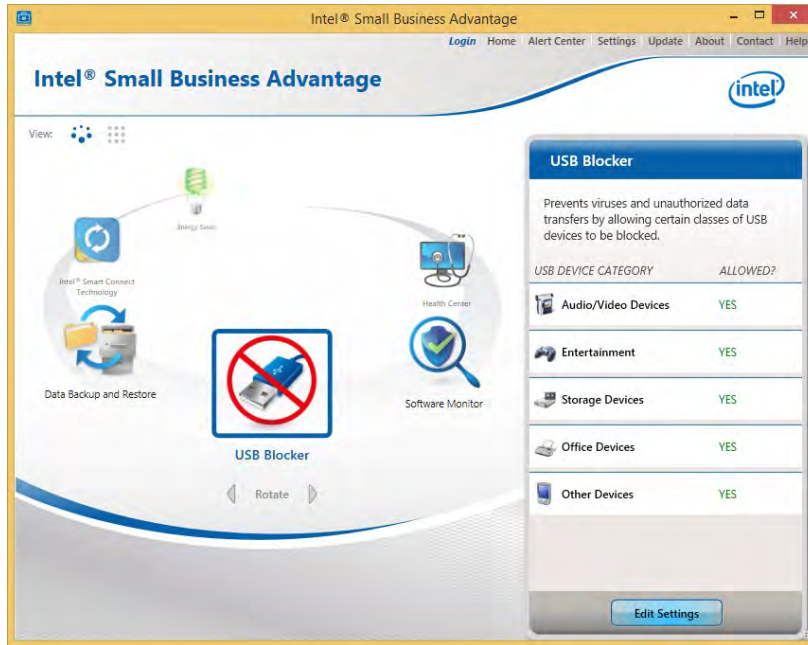 Intel® Small Business Advantage
Login Home Alert Center Settings Update About Contact Help
Intel® Small Business Advantage
intel
View:
Energy Saver
Intel® Smart Connect
Technology
Health Center
Data Backup and Restore
Software Monitor
USB Blocker
Rotate
USB Blocker
Prevents viruses and unauthorized data
transfers by allowing certain classes of USB
devices to be blocked.
USB DEVICE CATEGORY ALLOWED?
Audio/Video Devices YES
Entertainment YES
Storage Devices YES
Office Devices YES
Other Devices YES
Edit Settings